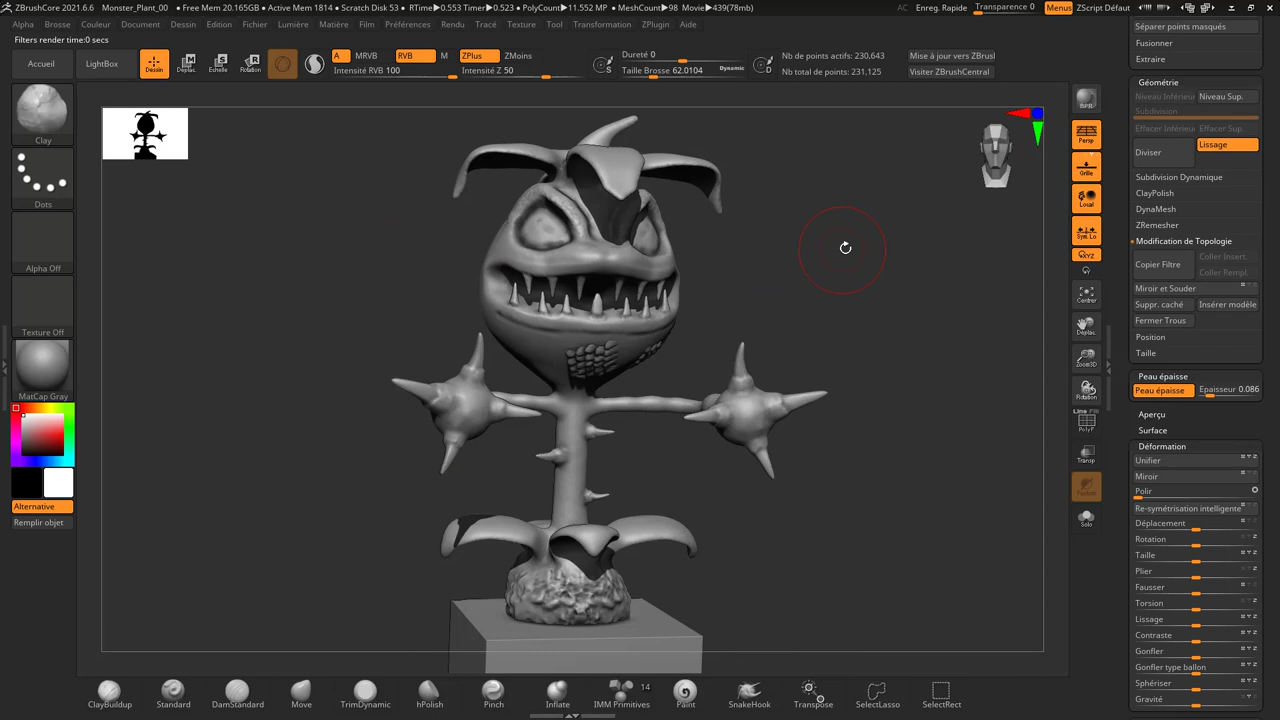 ZBrushCore 2021.6.6 Monster_Plant_00 • Free Mem 20.165GB • Active Mem 1814 • Scratch Disk 53 • RTime►0.553 Timer►0.523 • PolyCount►11.552 MP • MeshCount►98 Movie►439(78mb) AC Enreg. Rapide Transparence 0 Menus ZScript Défaut
Alpha Brosse Couleur Document Dessin Edition Fichier Lumière Matière Film Préférences Rendu Tracé Texture Tool Transformation ZPlugin Aide
Filters render time:0 secs
Accueil LightBox Dessin Déplac. Echelle Rotation
A MRVB RVB M ZPlus ZMoins
Intensité RVB 100 Intensité Z 50
Dureté 0
Taille Brosse 62.0104 Dynamic
Nb de points actifs: 230,643
Nb total de points: 231,125
Mise à jour vers ZBrush
Visiter ZBrushCentral
Clay
Dots
Alpha Off
Texture Off
MatCap Gray
Alternative
Remplir objet
BPR
Persp
Grille
Local
Sym. Lo
XYZ
Centrer
Déplac.
Zoom3D
Rotation
Line Fill
PolyF
Transp
Solo
Séparer points masqués
Fusionner
Extraire
Géométrie
Niveau Inférieur Niveau Sup.
Subdivision
Effacer Inférieu Effacer Sup.
Diviser Lissage
Subdivision Dynamique
ClayPolish
DynaMesh
ZRemesher
Modification de Topologie
Copier Filtre Coller Insert.
Coller Rempl.
Miroir et Souder
Suppr. caché Insérer modèle
Fermer Trous
Position
Taille
Peau épaisse
Peau épaisse Epaisseur 0.086
Aperçu
Surface
Déformation
Unifier
Miroir
Polir
Re-symétrisation intelligente
Déplacement
Rotation
Taille
Plier
Fausser
Torsion
Lissage
Contraste
Gonfler
Gonfler type ballon
Sphériser
Gravité
ClayBuildup Standard DamStandard Move TrimDynamic hPolish Pinch Inflate IMM Primitives 14 Paint SnakeHook Transpose SelectLasso SelectRect